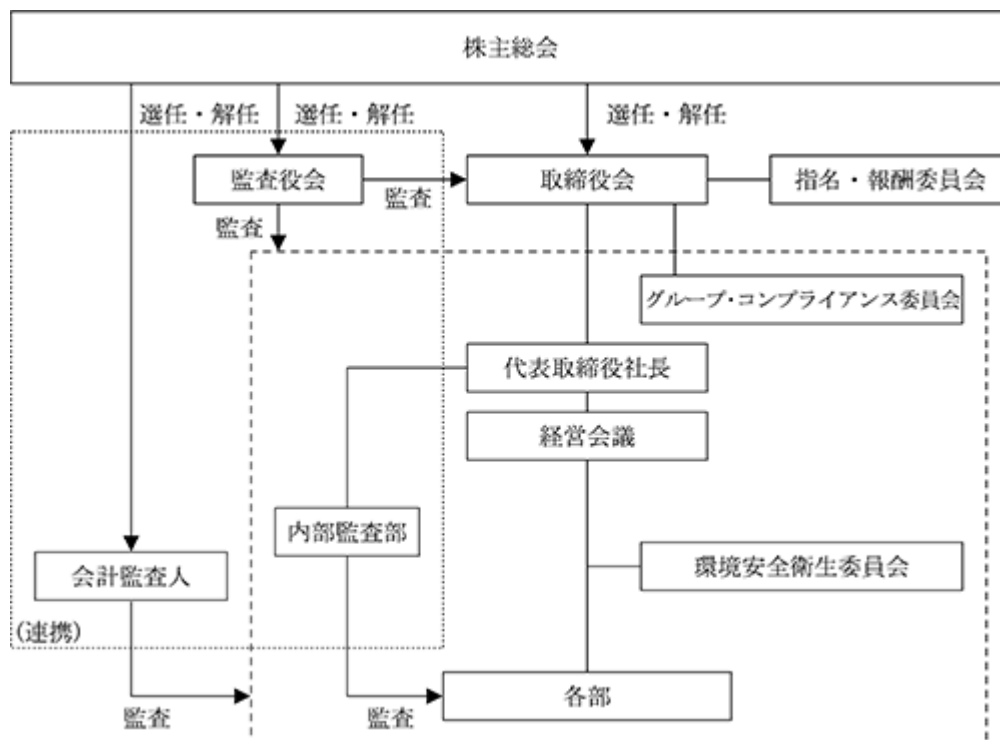 株主総会
選任・解任
選任・解任
選任・解任
監査役会
監査
取締役会
指名・報酬委員会
監査
グループ・コンプライアンス委員会
代表取締役社長
経営会議
内部監査部
環境安全衛生委員会
会計監査人
(連携)
各部
監査
監査